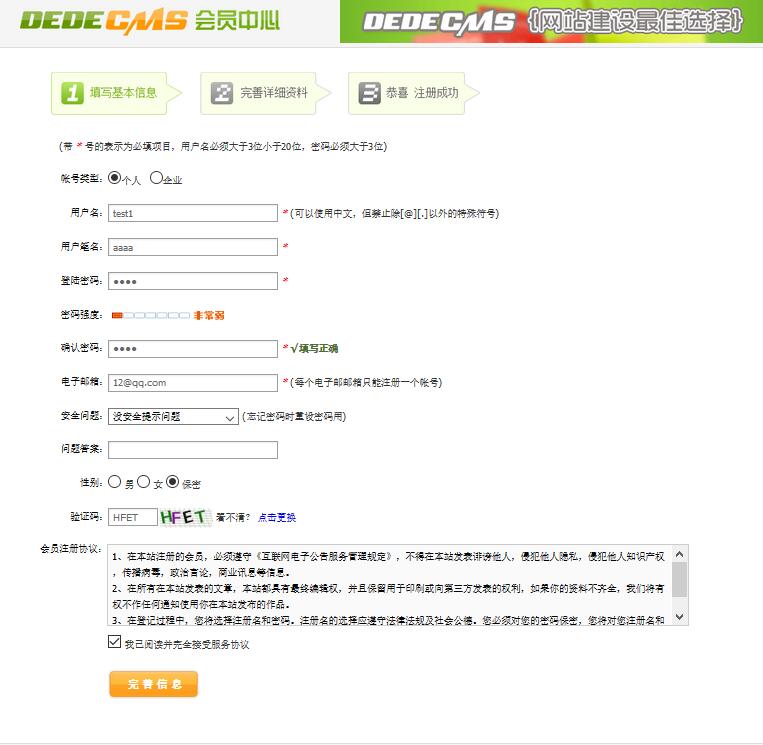 DEDECMS 会员中心
DEDECMS {网站建设最佳选择}
1 填写基本信息
2 完善详细资料
3 恭喜 注册成功
(带 * 号的表示为必填项目，用户名必须大于3位小于20位，密码必须大于3位)
帐号类型： 个人 企业
用户名： test1 * (可以使用中文，但禁止除[@][.]以外的特殊符号)
用户笔名： aaaa *
登陆密码： ●●●● *
密码强度： 非常弱
确认密码： ●●●● * √填写正确
电子邮箱： 12@qq.com * (每个电子邮邮箱只能注册一个帐号)
安全问题： 没安全提示问题 (忘记密码时重设密码用)
问题答案：
性别： 男 女 保密
验证码： HFET HFET 看不清？ 点击更换
会员注册协议：
1、在本站注册的会员，必须遵守《互联网电子公告服务管理规定》，不得在本站发表诽谤他人，侵犯他人隐私，侵犯他人知识产权
，传播病毒，政治言论，商业讯息等信息。
2、在所有在本站发表的文章，本站都具有最终编辑权，并且保留用于印刷或向第三方发表的权利，如果你的资料不齐全，我们将有
权不作任何通知使用你在本站发布的作品。
3、在登记过程中，您将选择注册名和密码。注册名的选择应遵守法律法规及社会公德。您必须对您的密码保密，您将对您注册名和
我已阅读并完全接受服务协议
完善信息